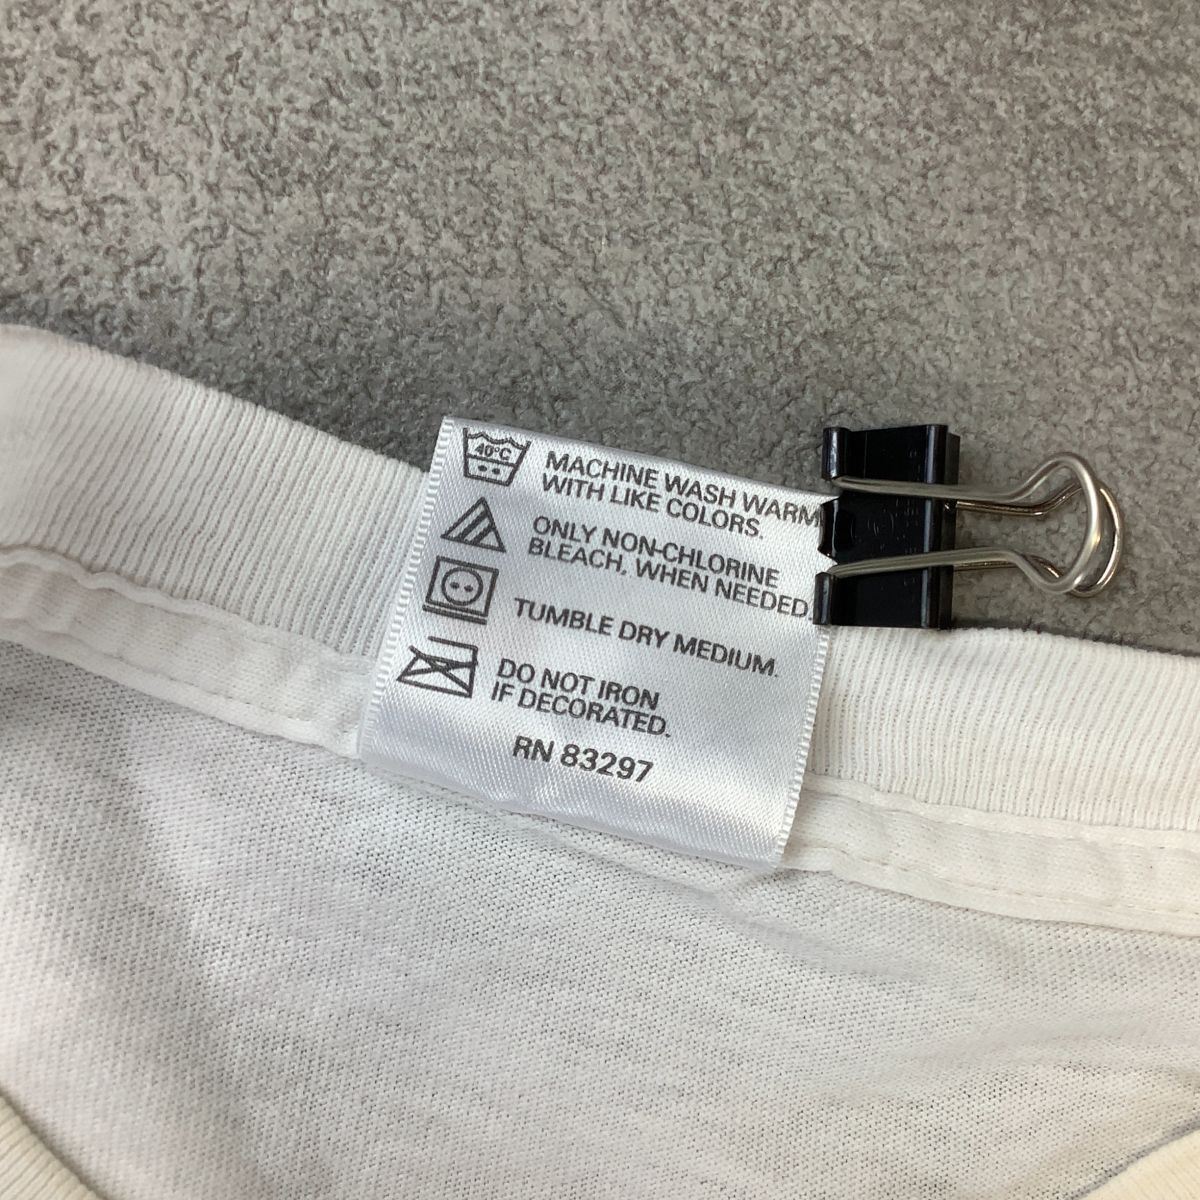 40°C
MACHINE WASH WARM
WITH LIKE COLORS.
ONLY NON-CHLORINE
BLEACH, WHEN NEEDED
TUMBLE DRY MEDIUM.
DO NOT IRON
IF DECORATED.
RN 83297